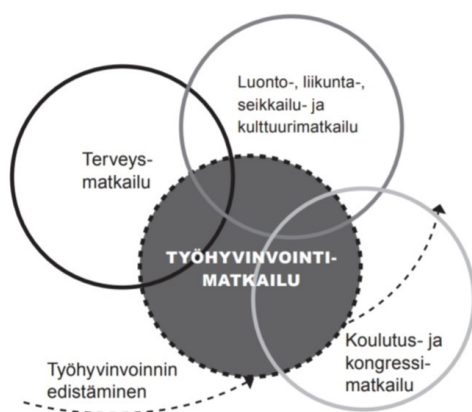 Luonto-, liikunta-,
seikkailu- ja
kulttuurimatkailu
Terveys-
matkailu
TYÖHYVINVOINTI-
MATKAILU
Koulutus- ja
kongressi-
matkailu
Työhyvinvoinnin
edistäminen